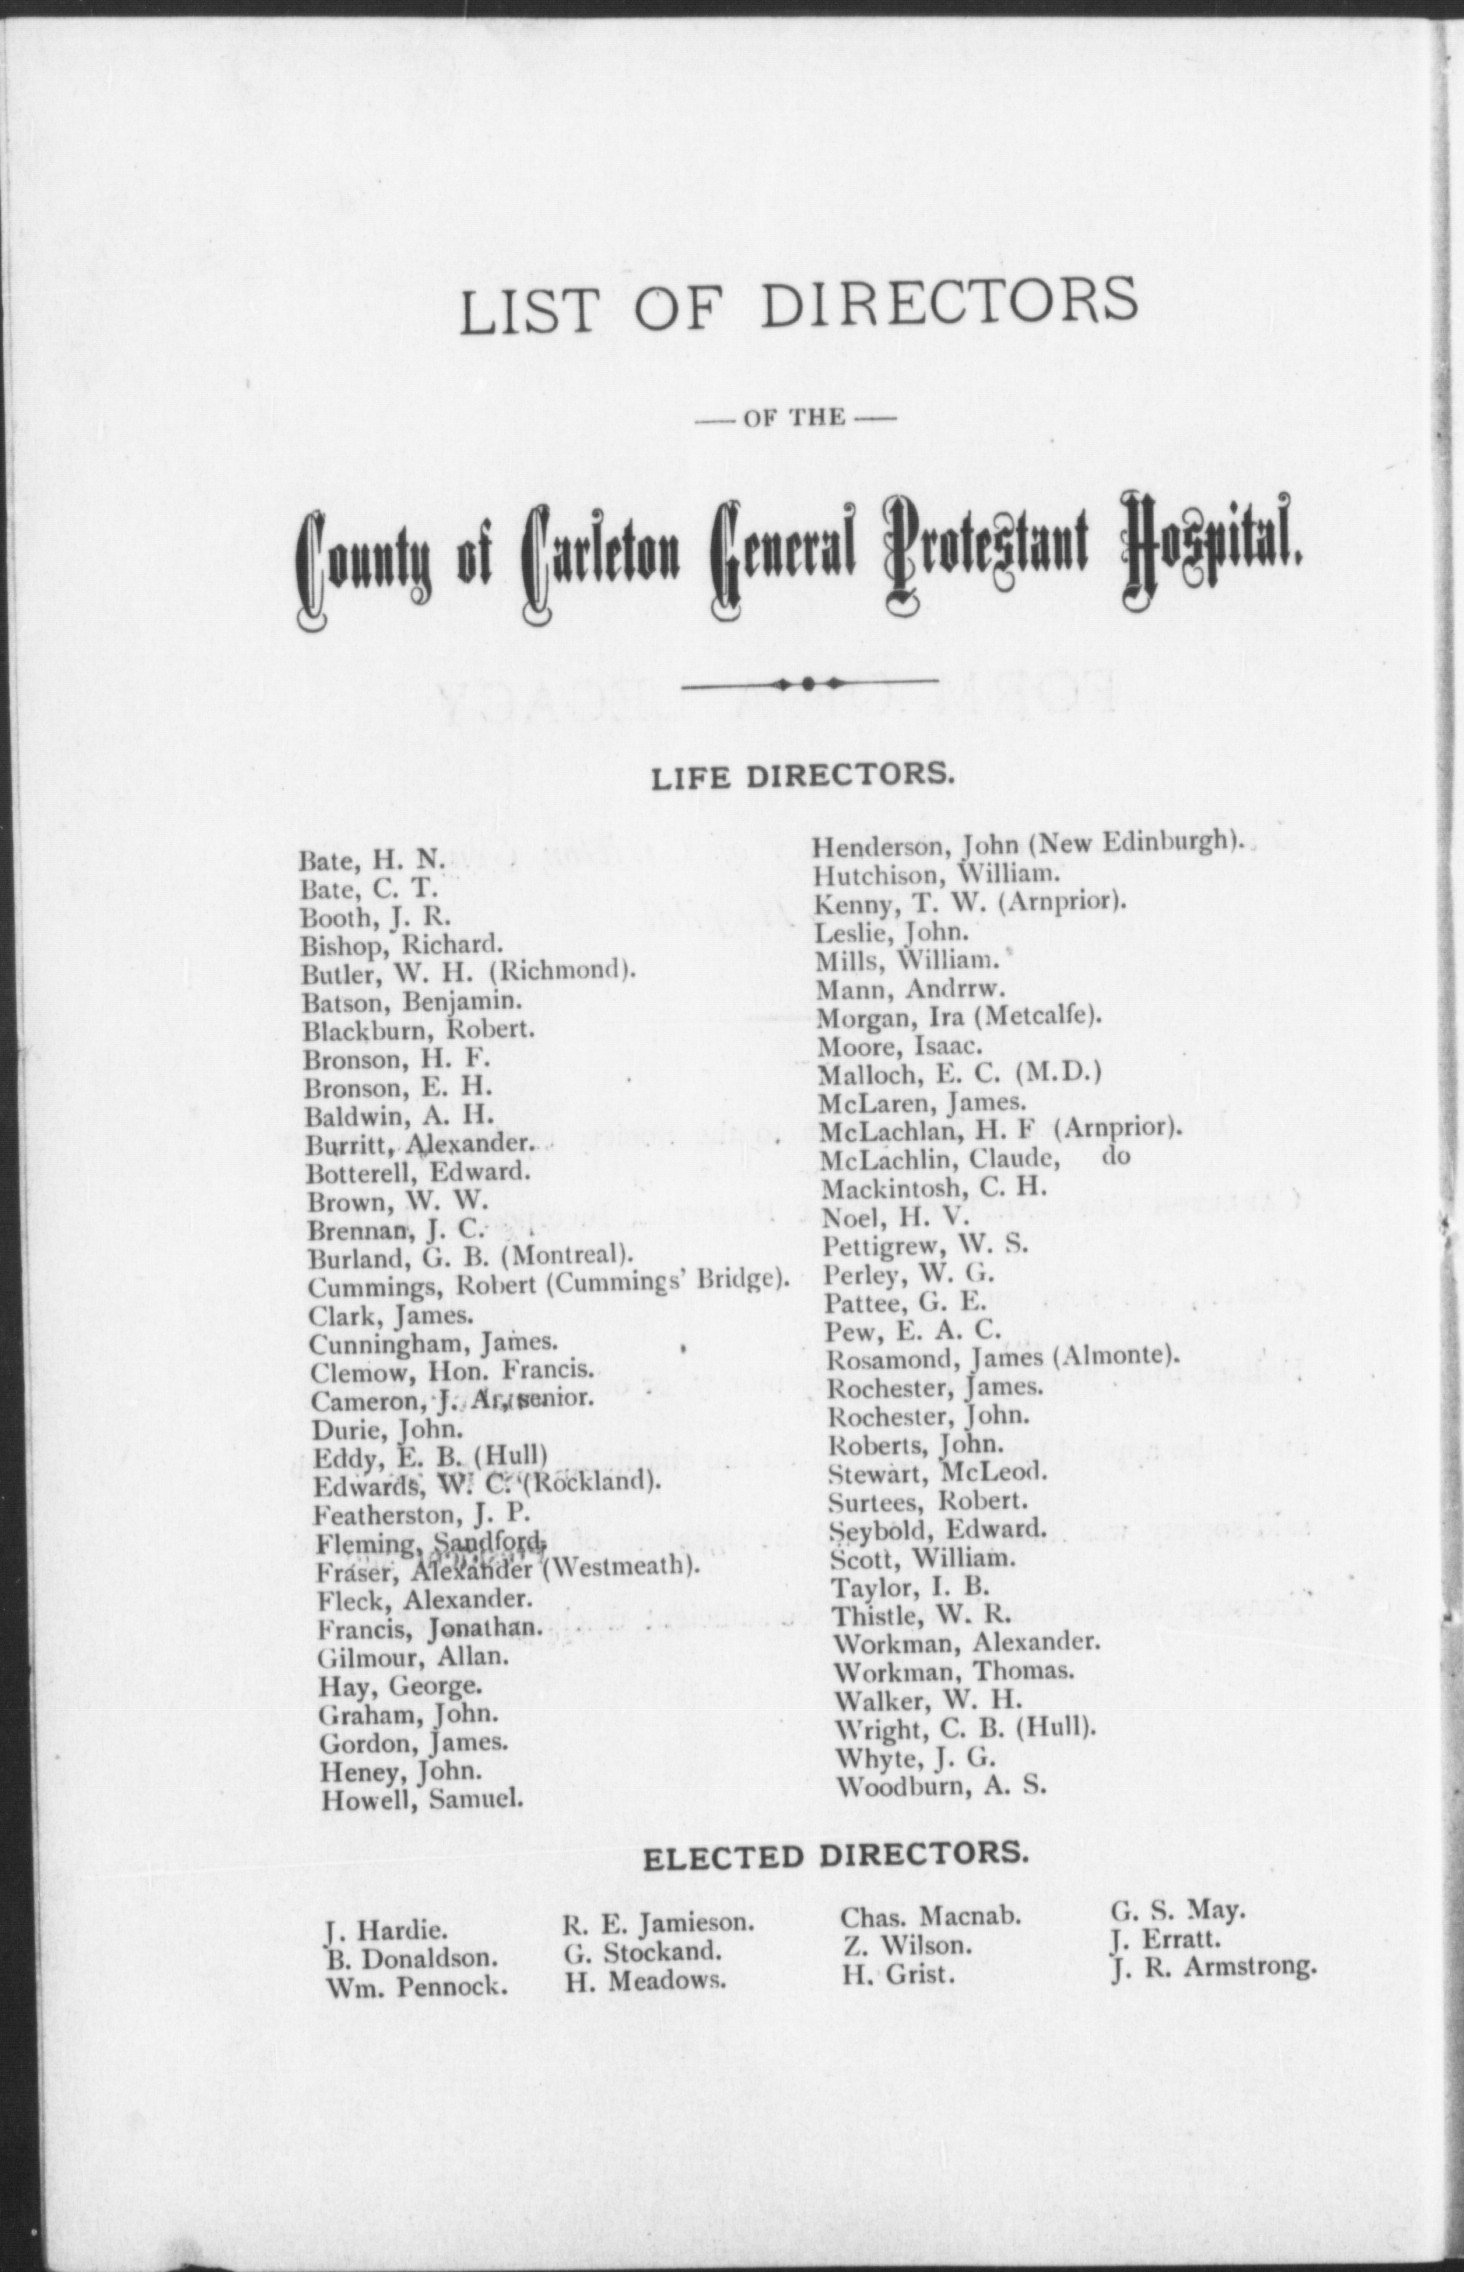 LIST OF DIRECTORS
— OF THE —
County of Carleton General Protestant Hospital.
LIFE DIRECTORS.
Bate, H. N.
Bate, C. T.
Booth, J. R.
Bishop, Richard.
Butler, W. H. (Richmond).
Batson, Benjamin.
Blackburn, Robert.
Bronson, H. F.
Bronson, E. H.
Baldwin, A. H.
Burritt, Alexander.
Botterell, Edward.
Brown, W. W.
Brennan, J. C.
Burland, G. B. (Montreal).
Cummings, Robert (Cummings' Bridge).
Clark, James.
Cunningham, James.
Clemow, Hon. Francis.
Cameron, J. A., senior.
Durie, John.
Eddy, E. B. (Hull)
Edwards, W. C. (Rockland).
Featherston, J. P.
Fleming, Sandford,
Fraser, Alexander (Westmeath).
Fleck, Alexander.
Francis, Jonathan.
Gilmour, Allan.
Hay, George.
Graham, John.
Gordon, James.
Heney, John.
Howell, Samuel.
Henderson, John (New Edinburgh).
Hutchison, William.
Kenny, T. W. (Arnprior).
Leslie, John.
Mills, William.
Mann, Andrrw.
Morgan, Ira (Metcalfe).
Moore, Isaac.
Malloch, E. C. (M.D.)
McLaren, James.
McLachlan, H. F (Arnprior).
McLachlin, Claude, do
Mackintosh, C. H.
Noel, H. V.
Pettigrew, W. S.
Perley, W. G.
Pattee, G. E.
Pew, E. A. C.
Rosamond, James (Almonte).
Rochester, James.
Rochester, John.
Roberts, John.
Stewart, McLeod.
Surtees, Robert.
Seybold, Edward.
Scott, William.
Taylor, I. B.
Thistle, W. R.
Workman, Alexander.
Workman, Thomas.
Walker, W. H.
Wright, C. B. (Hull).
Whyte, J. G.
Woodburn, A. S.
ELECTED DIRECTORS.
J. Hardie. R. E. Jamieson. Chas. Macnab. G. S. May.
B. Donaldson. G. Stockand. Z. Wilson. J. Erratt.
Wm. Pennock. H. Meadows. H. Grist. J. R. Armstrong.